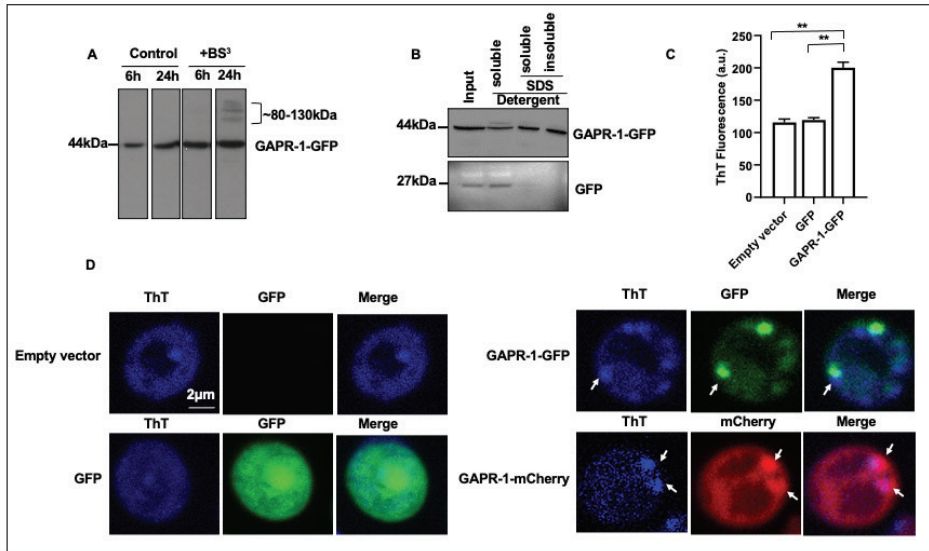 A
Control
+BS³
6h
24h
6h
24h
~80-130kDa
44kDa
GAPR-1-GFP
B
Input
soluble
soluble
insoluble
SDS
Detergent
44kDa
GAPR-1-GFP
27kDa
GFP
C
ThT Fluorescence (a.u.)
250
200
150
100
50
0
**
**
Empty vector
GFP
GAPR-1-GFP
D
ThT
GFP
Merge
Empty vector
2µm
ThT
GFP
Merge
GFP
ThT
GFP
Merge
GAPR-1-GFP
ThT
mCherry
Merge
GAPR-1-mCherry